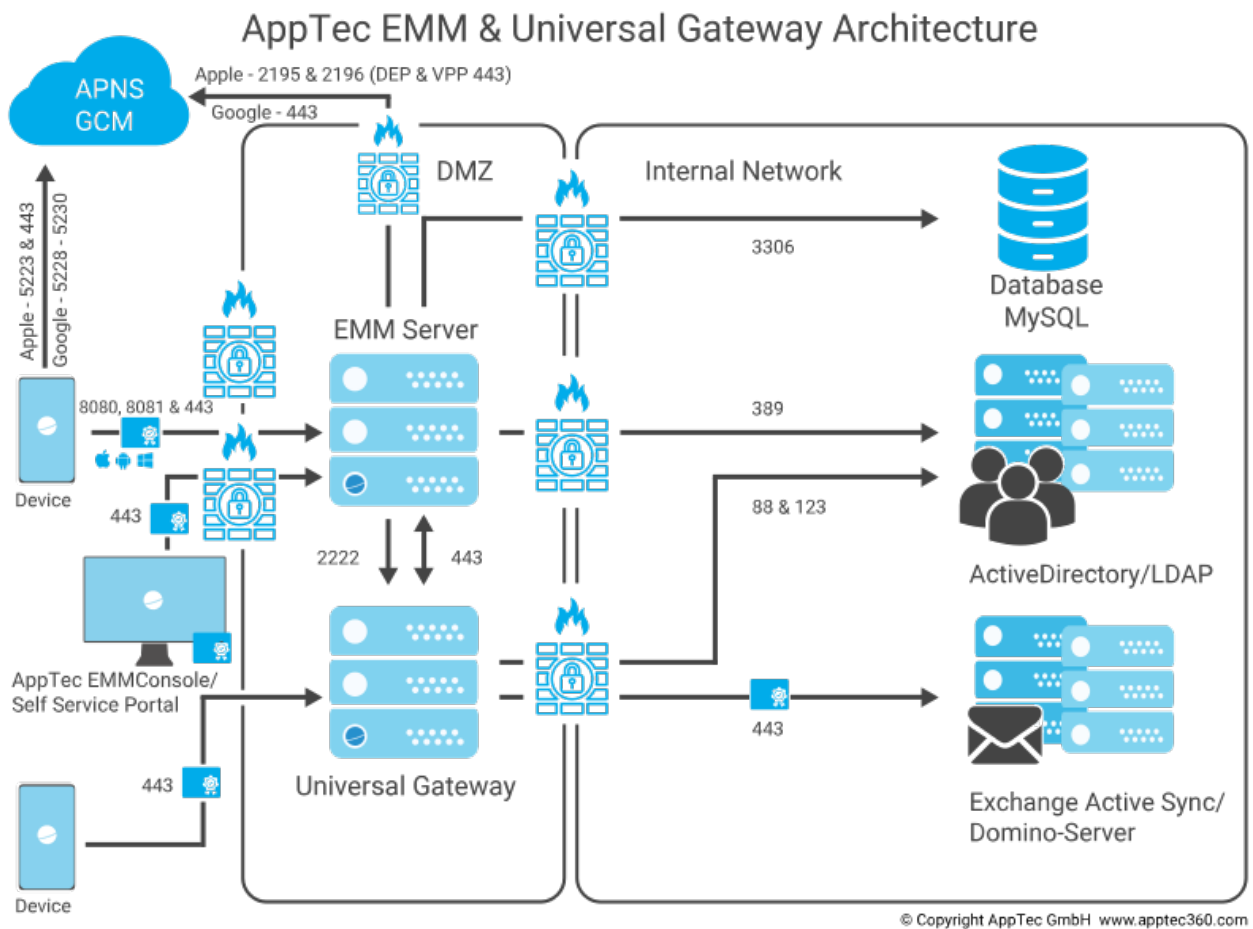 AppTec EMM & Universal Gateway Architecture
Apple - 2195 & 2196 (DEP & VPP 443)
APNS
GCM
Google - 443
DMZ
Internal Network
Apple - 5223 & 443
Google - 5228 - 5230
3306
Database
MySQL
EMM Server
8080, 8081 & 443
389
Device
443
88 & 123
2222
443
ActiveDirectory/LDAP
AppTec EMMConsole/
Self Service Portal
443
443
Universal Gateway
Exchange Active Sync/
Domino-Server
Device
© Copyright AppTec GmbH www.apptec360.com